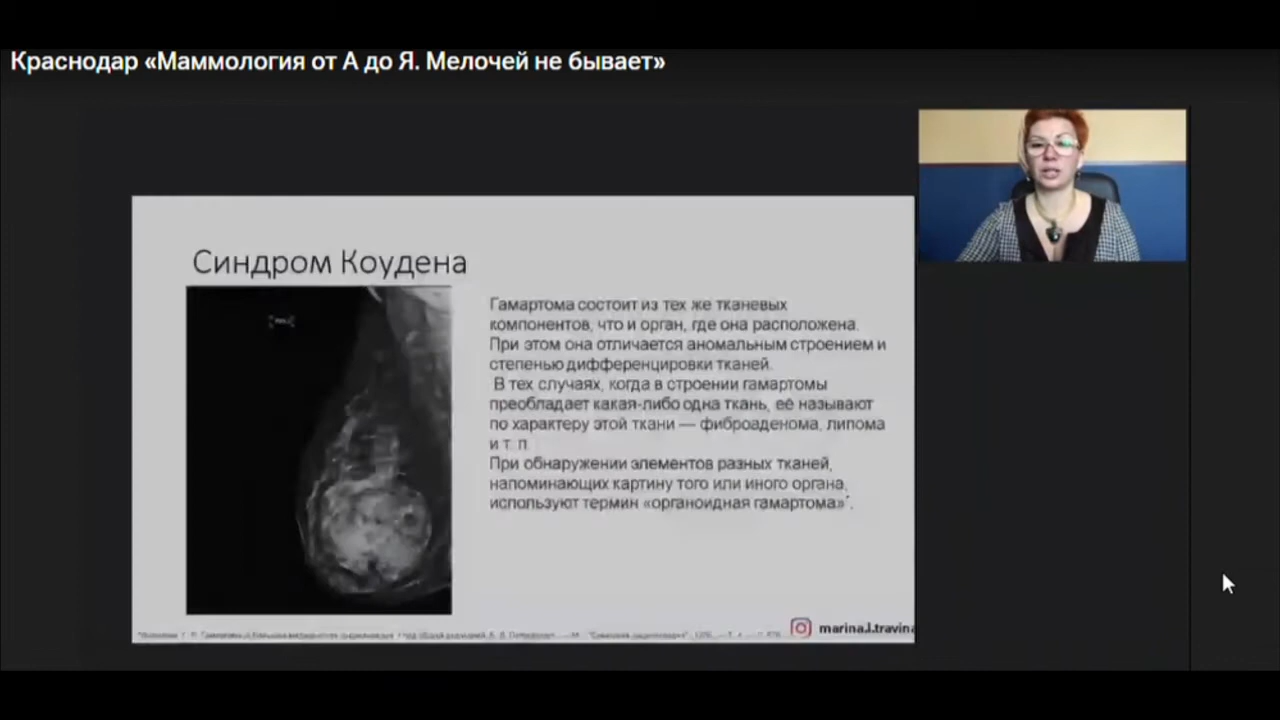 Краснодар «Маммология от А до Я. Мелочей не бывает»
Синдром Коудена
Гамартома состоит из тех же тканевых
компонентов, что и орган, где она расположена.
При этом она отличается аномальным строением и
степенью дифференцировки тканей.
В тех случаях, когда в строении гамартомы
преобладает какая-либо одна ткань, её называют
по характеру этой ткани — фиброаденома, липома
и т. п.
При обнаружении элементов разных тканей,
напоминающих картину того или иного органа,
используют термин «органоидная гамартома»*.
marina.l.travina